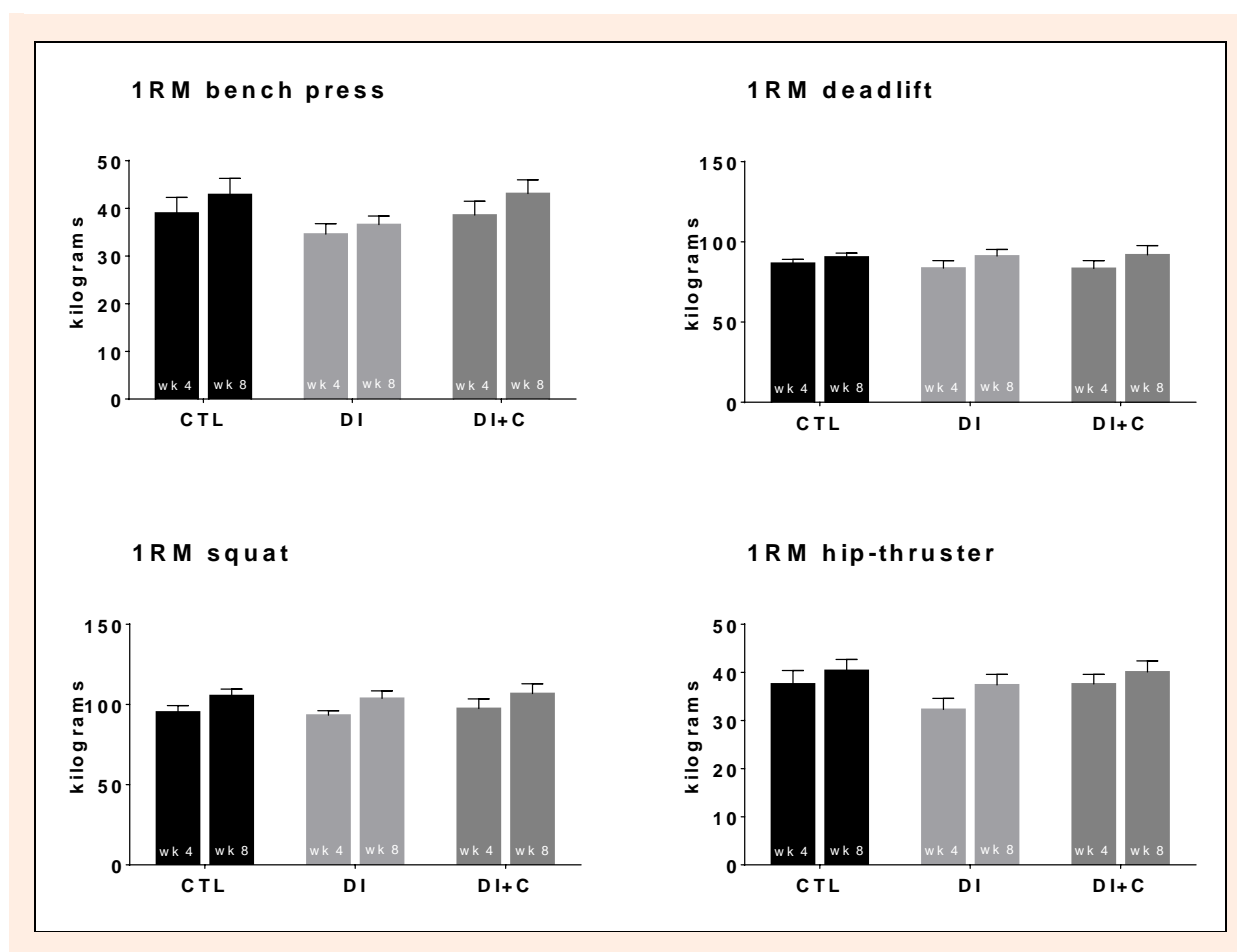 1RM bench press
kilograms
50
40
30
20
10
0
wk 4 wk 8 wk 4 wk 8 wk 4 wk 8
CTL DI DI+C
1RM deadlift
kilograms
150
100
50
0
wk 4 wk 8 wk 4 wk 8 wk 4 wk 8
CTL DI DI+C
1RM squat
kilograms
150
100
50
0
wk 4 wk 8 wk 4 wk 8 wk 4 wk 8
CTL DI DI+C
1RM hip-thruster
kilograms
50
40
30
20
10
0
wk 4 wk 8 wk 4 wk 8 wk 4 wk 8
CTL DI DI+C